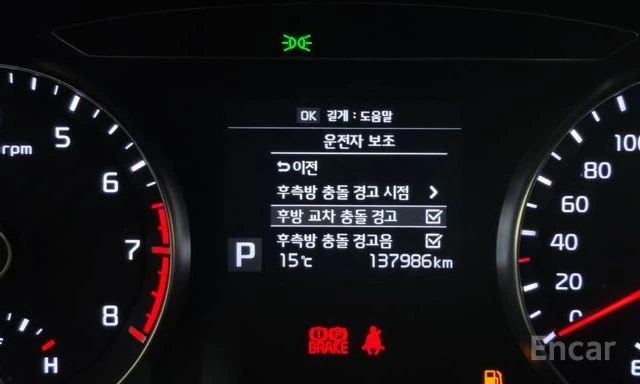 OK 길게 : 도움말
운전자 보조
이전
후측방 충돌 경고 시점
후방 교차 충돌 경고
후측방 충돌 경고음
P 15℃ 137986km
rpm
5
6
7
8
H
100
80
60
40
20
0
BRAKE
Encar